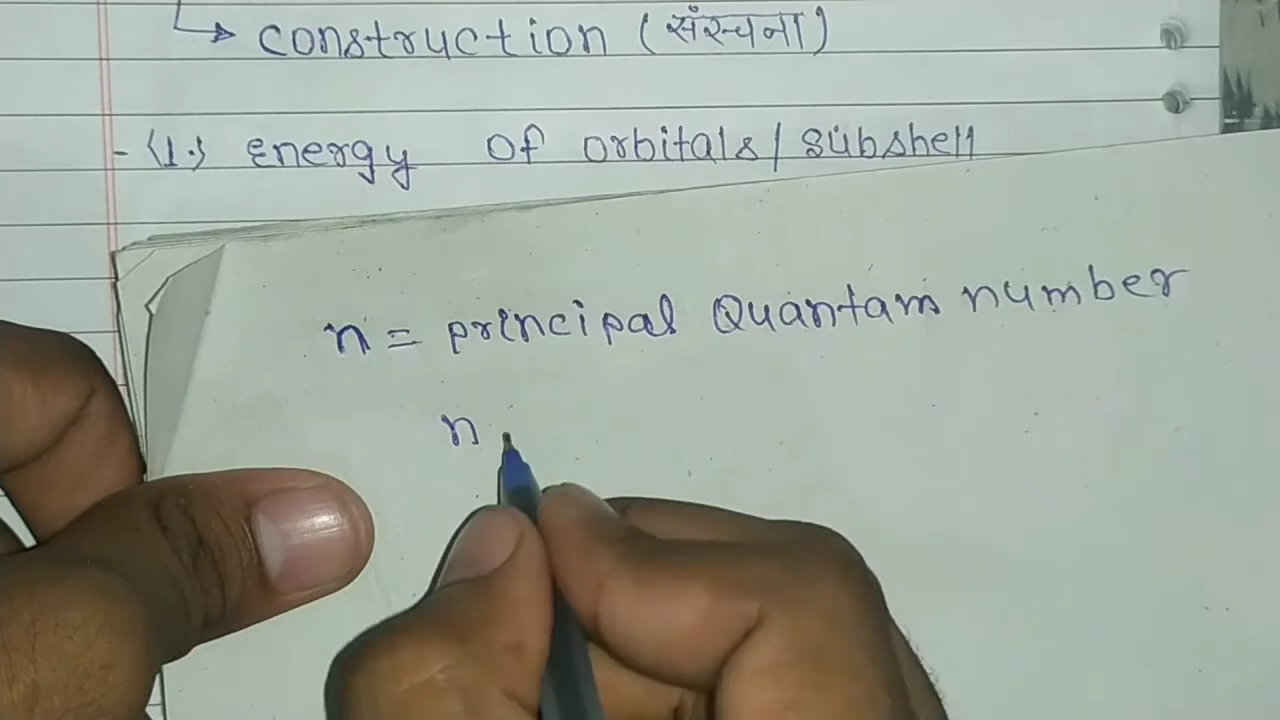 ↳ construction (संरचना)
(1.) energy of orbitals/subshell
n = principal Quantam number
n